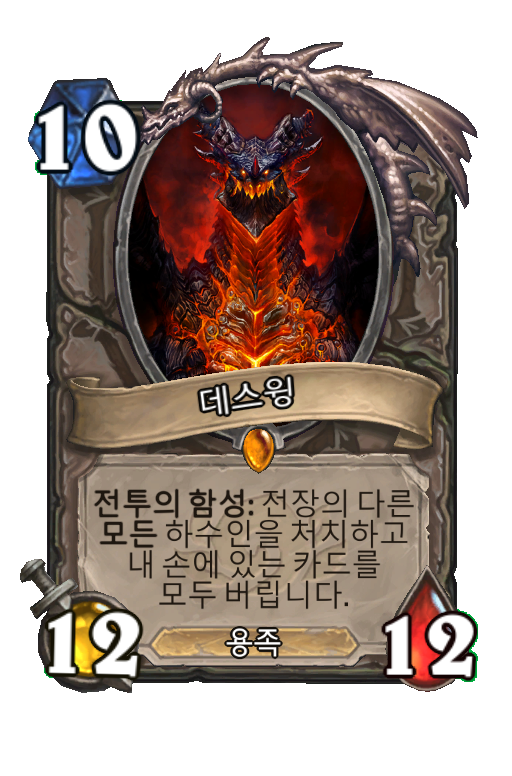 10
데스윙
전투의 함성: 전장의 다른
모든 하수인을 처치하고
내 손에 있는 카드를
모두 버립니다.
12
용족
12